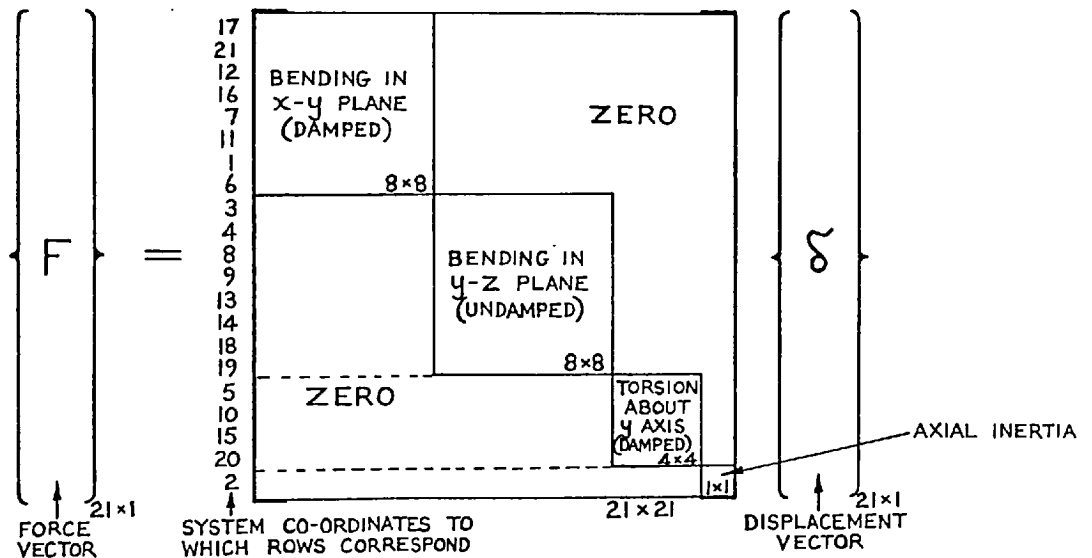 17
21
12
16
7
11
1
6
3
4
8
9
13
14
18
19
5
10
15
20
2
{ F } =
21×1
FORCE
VECTOR
SYSTEM CO-ORDINATES TO
WHICH ROWS CORRESPOND
BENDING IN
x-y PLANE
(DAMPED)
8×8
ZERO
BENDING IN
y-z PLANE
(UNDAMPED)
8×8
ZERO
TORSION
ABOUT
y AXIS
(DAMPED)
4×4
1×1
21×21
AXIAL INERTIA
{ δ }
21×1
DISPLACEMENT
VECTOR